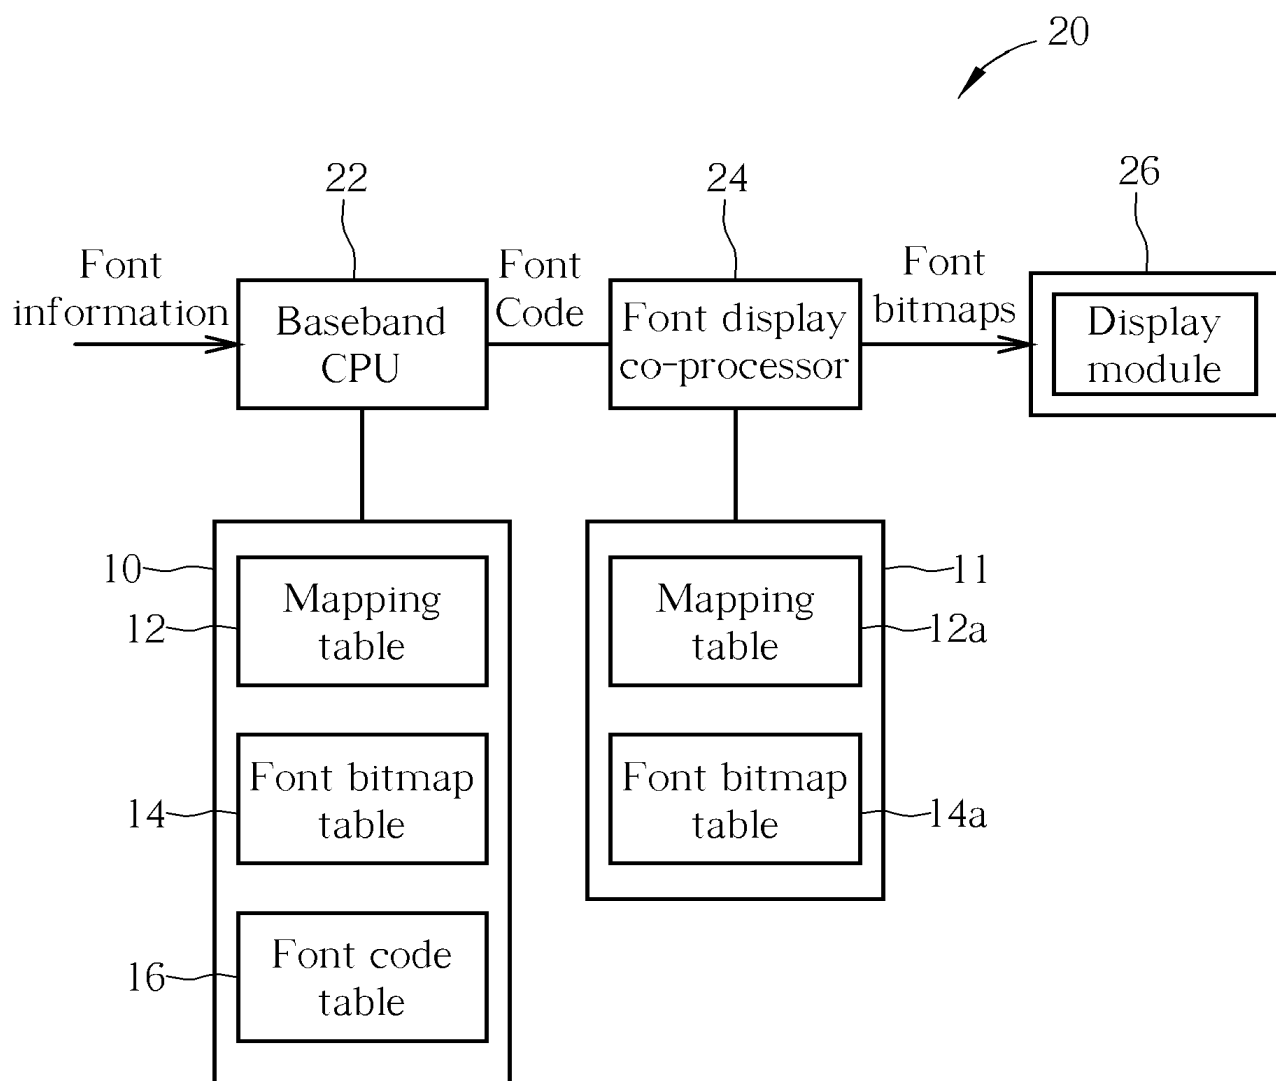 20
22
24
26
Font
information
Baseband
CPU
Font
Code
Font display
co-processor
Font
bitmaps
Display
module
10
12
Mapping
table
Mapping
table
11
12a
14
Font bitmap
table
Font bitmap
table
14a
16
Font code
table